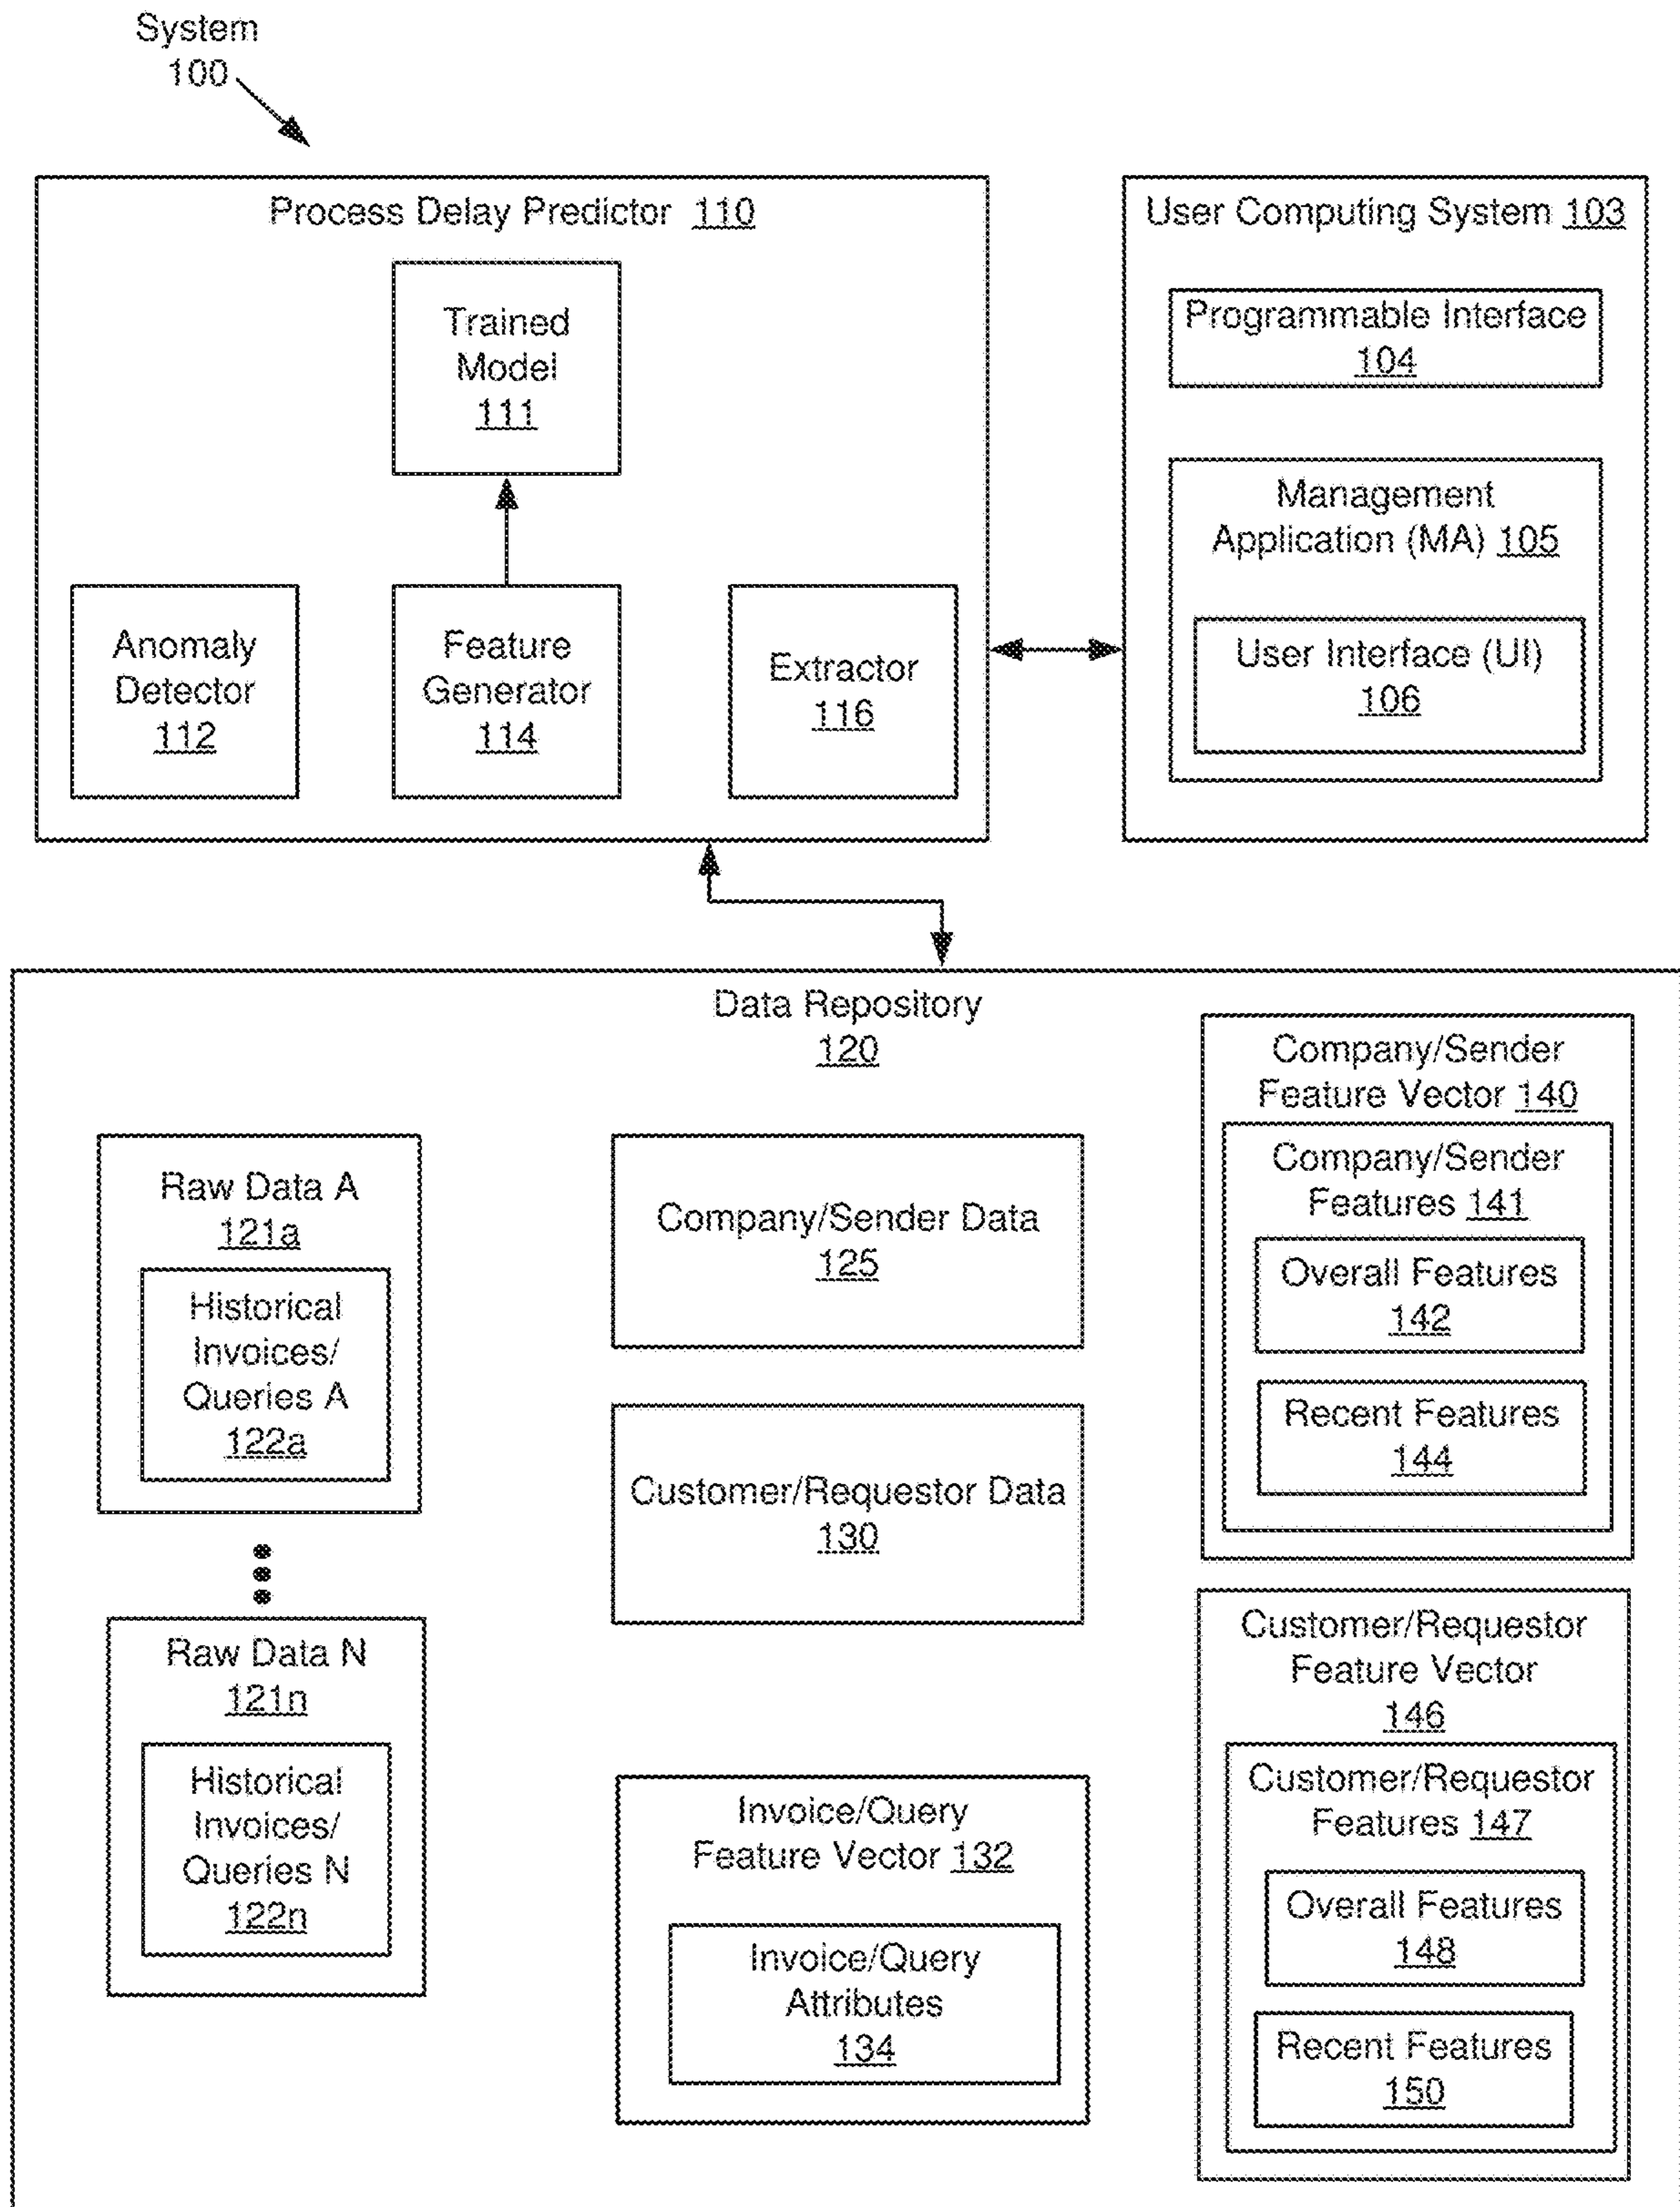 System
100
Process Delay Predictor 110
Trained
Model
111
Anomaly
Detector
112
Feature
Generator
114
Extractor
116
User Computing System 103
Programmable Interface
104
Management
Application (MA) 105
User Interface (UI)
106
Data Repository
120
Raw Data A
121a
Historical
Invoices/
Queries A
122a
Raw Data N
121n
Historical
Invoices/
Queries N
122n
Company/Sender Data
125
Customer/Requestor Data
130
Invoice/Query
Feature Vector 132
Invoice/Query
Attributes
134
Company/Sender
Feature Vector 140
Company/Sender
Features 141
Overall Features
142
Recent Features
144
Customer/Requestor
Feature Vector
146
Customer/Requestor
Features 147
Overall Features
148
Recent Features
150